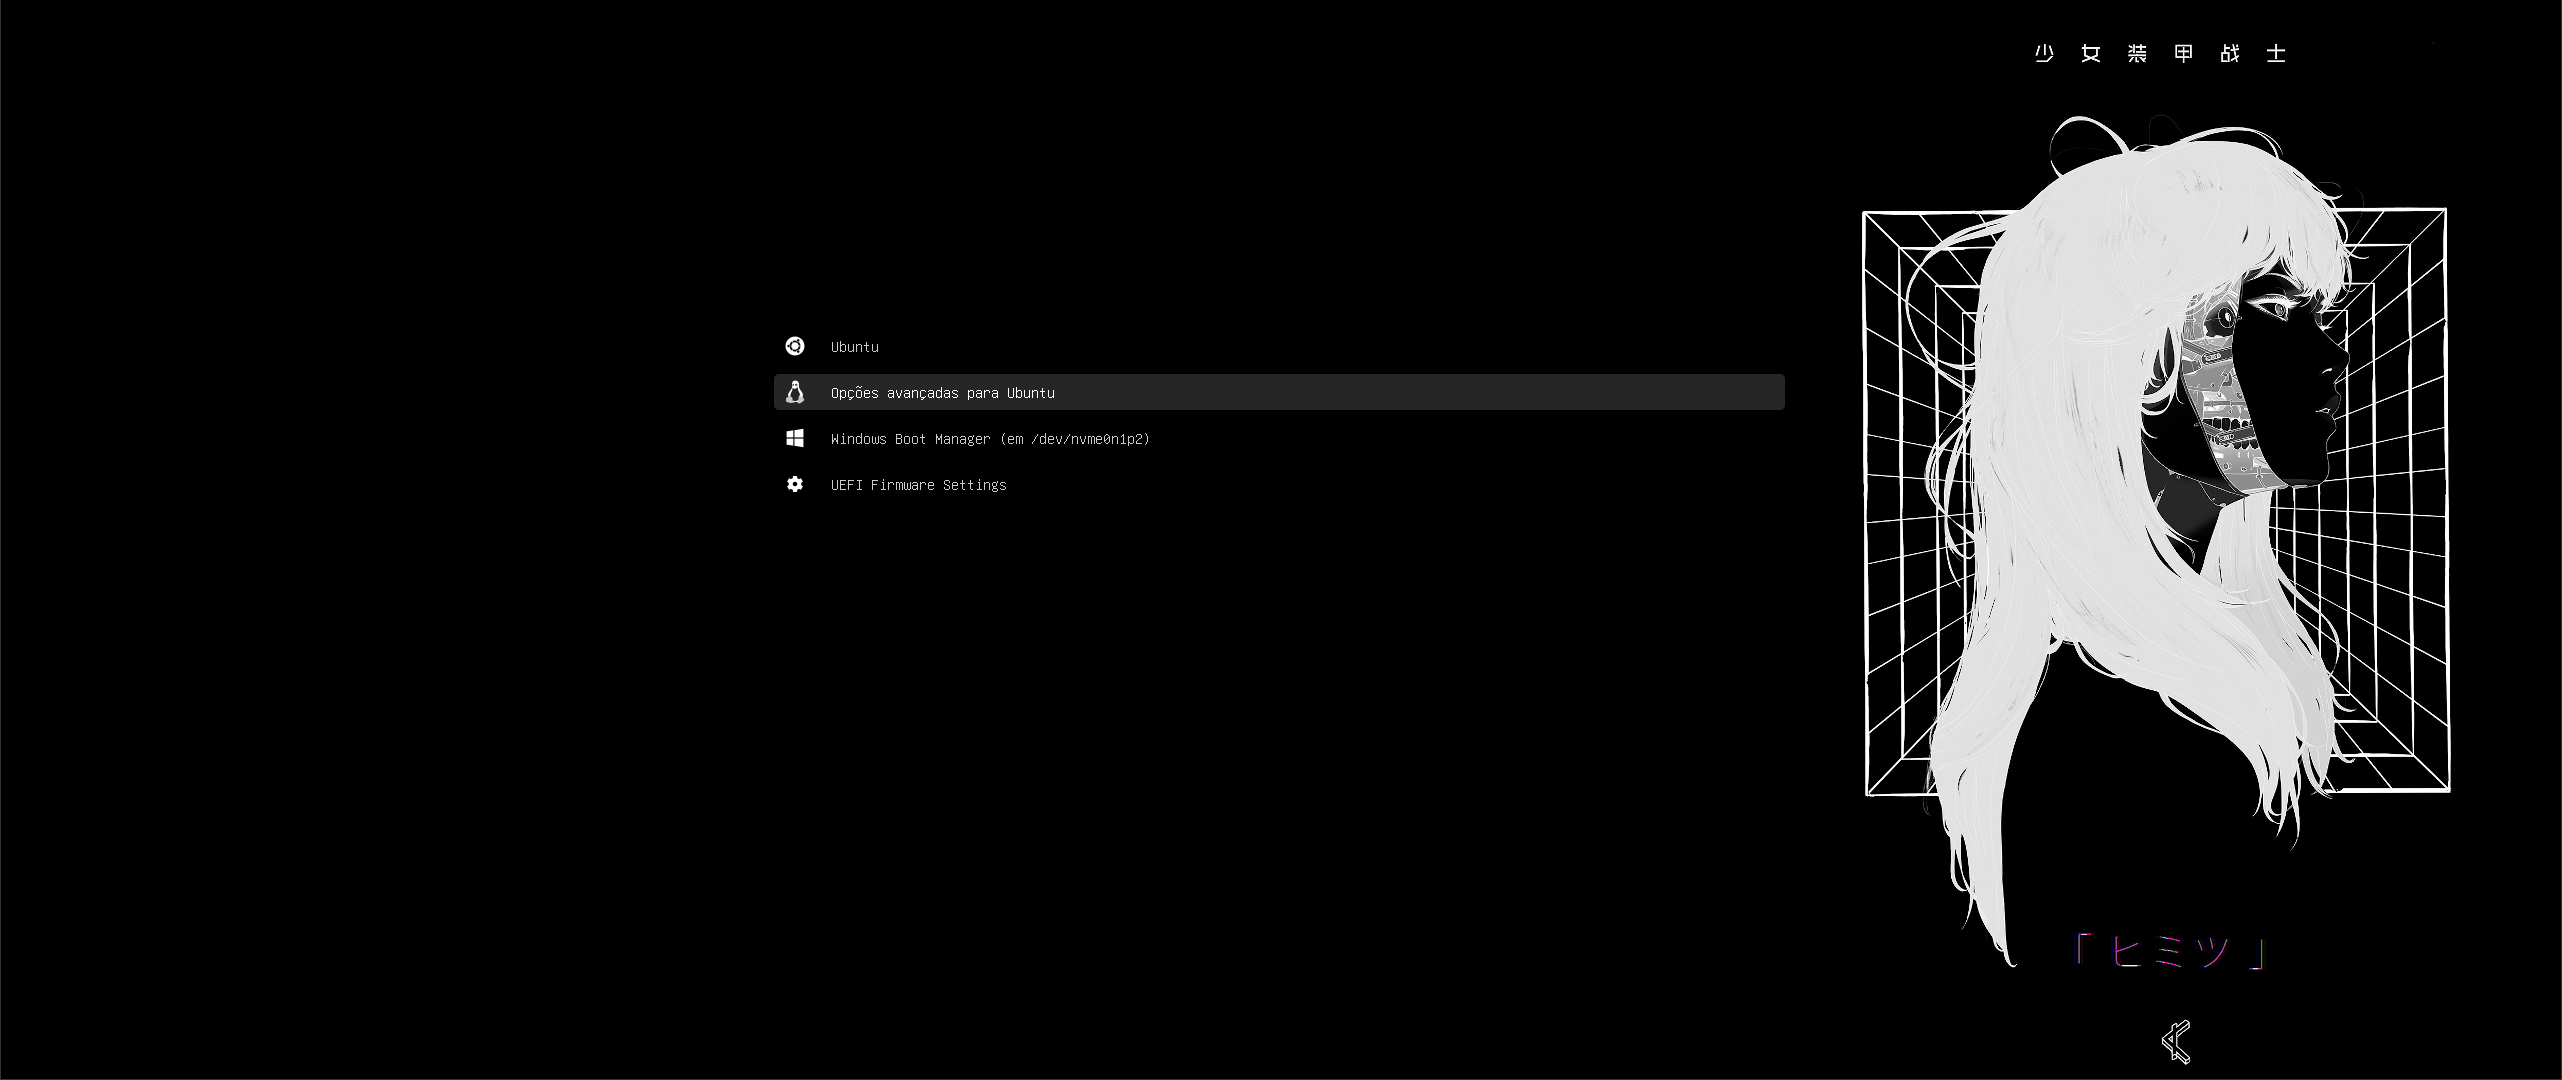 少女装甲战士
Ubuntu
Opções avançadas para Ubuntu
Windows Boot Manager (em /dev/nvme0n1p2)
UEFI Firmware Settings
「ヒミツ」